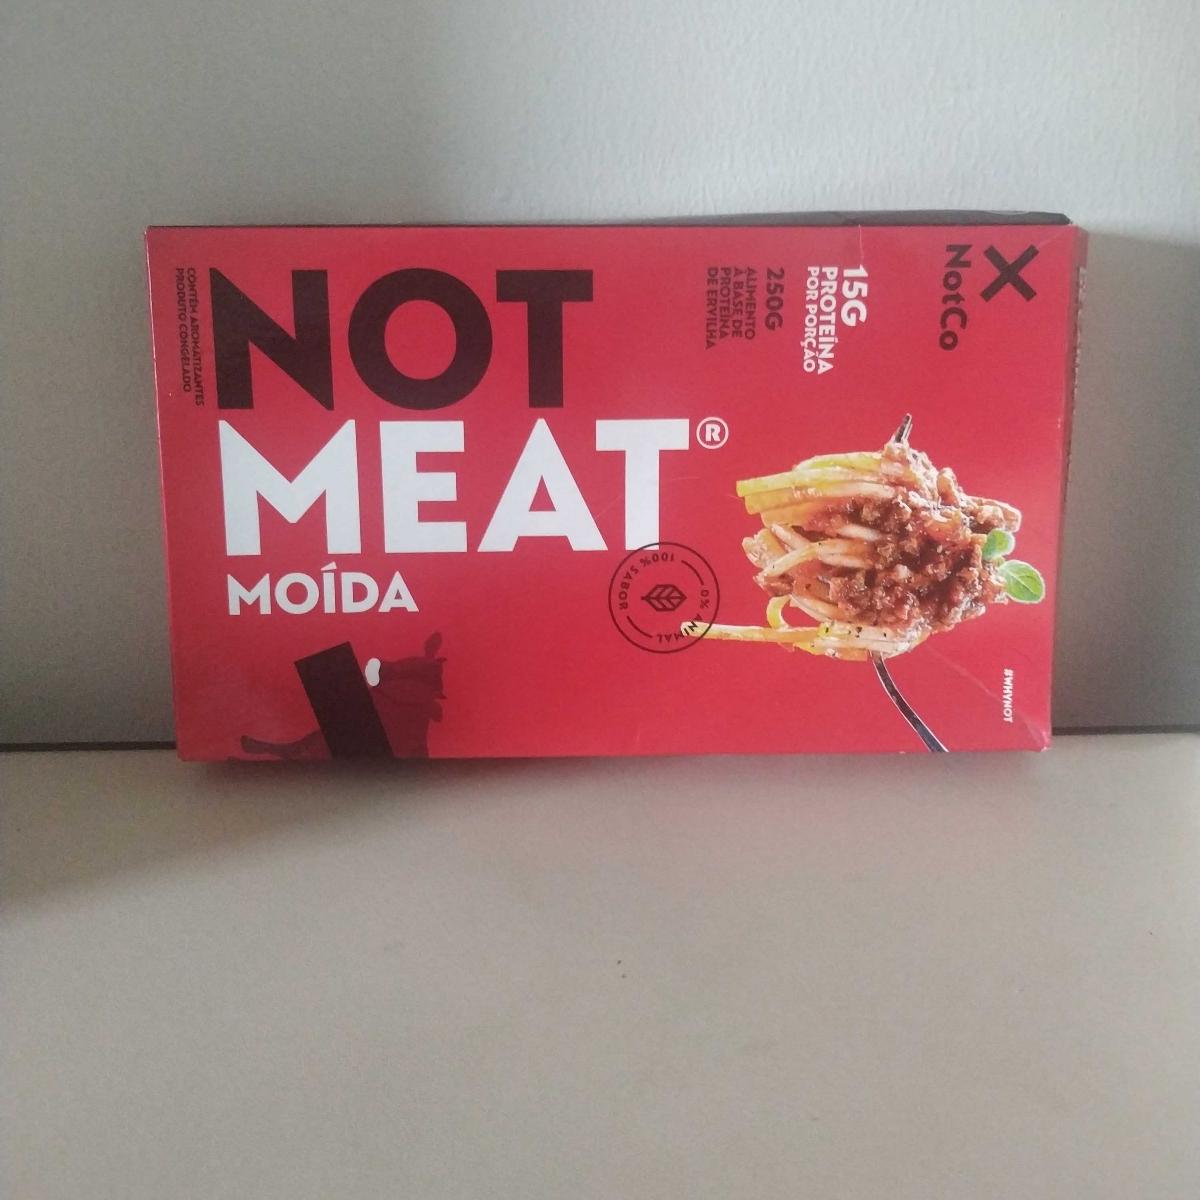 NOT
MEAT®
MOÍDA
CONTÉM AROMATIZANTES
PRODUTO CONGELADO
NotCo
15G
PROTEÍNA
POR PORÇÃO
250G
ALIMENTO
À BASE DE
PROTEÍNA
DE ERVILHA
100% SABOR
0% ANIMAL
#WHYNOT